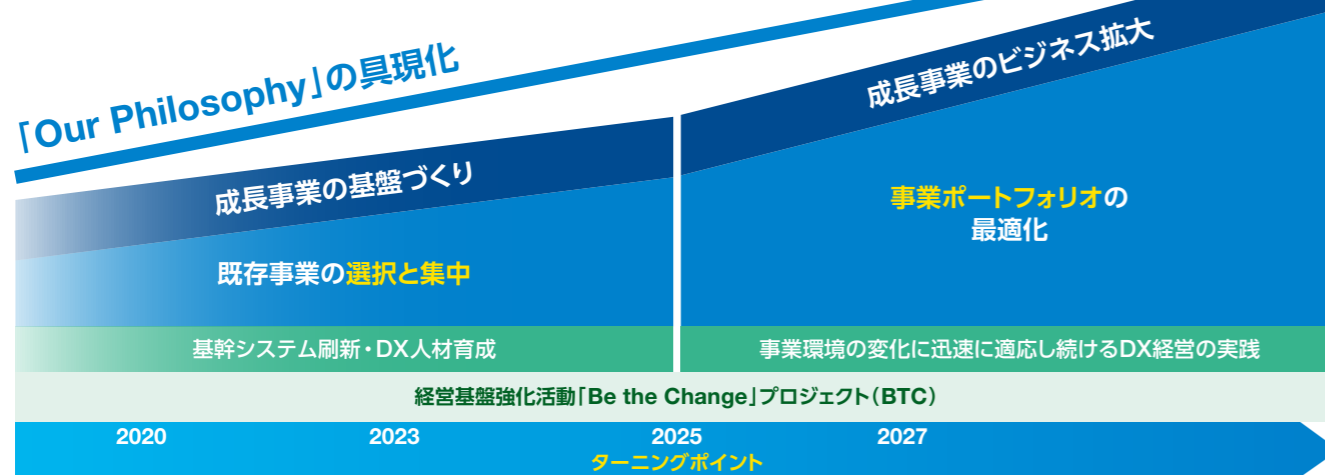 「Our Philosophy」の具現化
成長事業の基盤づくり
成長事業のビジネス拡大
既存事業の選択と集中
事業ポートフォリオの
最適化
基幹システム刷新・DX人材育成
事業環境の変化に迅速に適応し続けるDX経営の実践
経営基盤強化活動「Be the Change」プロジェクト（BTC）
2020
2023
2025
2027
ターニングポイント